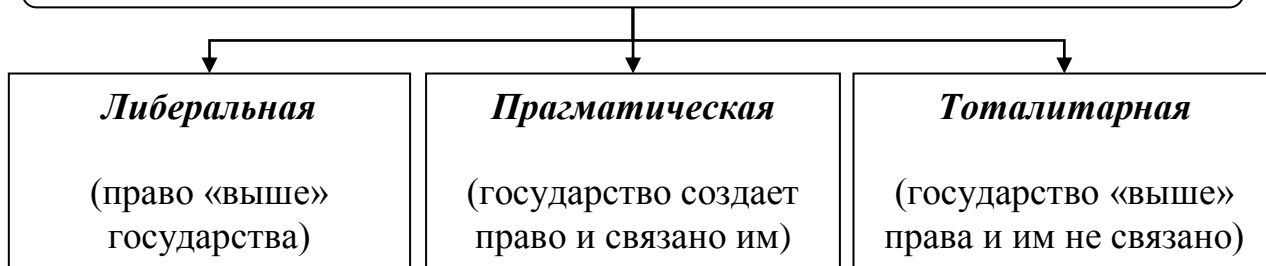 Либеральная
(право «выше»
государства)
Прагматическая
(государство создает
право и связано им)
Тоталитарная
(государство «выше»
права и им не связано)